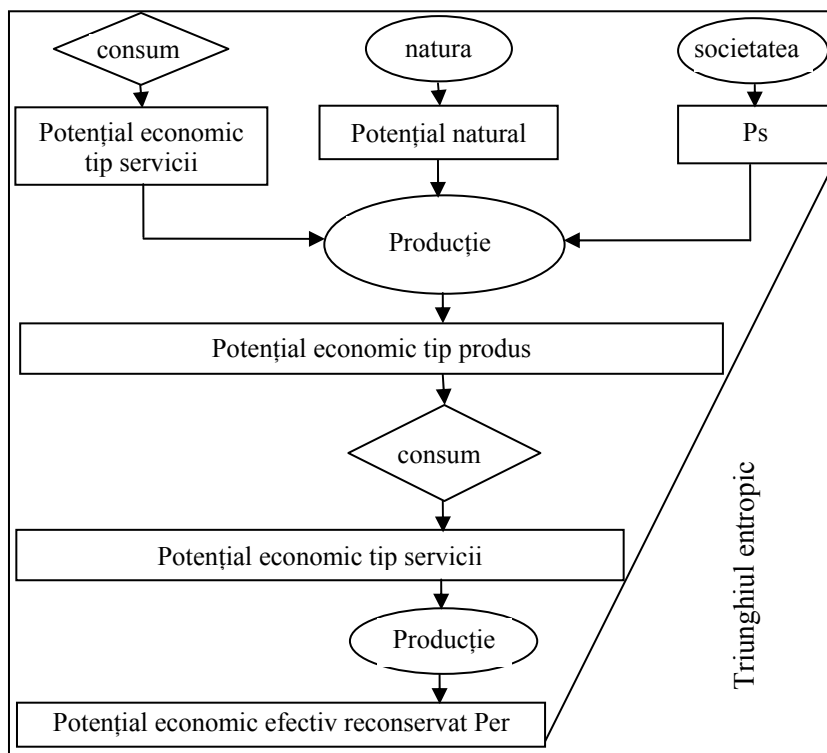 consum
natura
societatea
Potențial economic
tip servicii
Potențial natural
Ps
Producție
Potențial economic tip produs
consum
Potențial economic tip servicii
Producție
Potențial economic efectiv reconservat Per
Triunghiul entropic